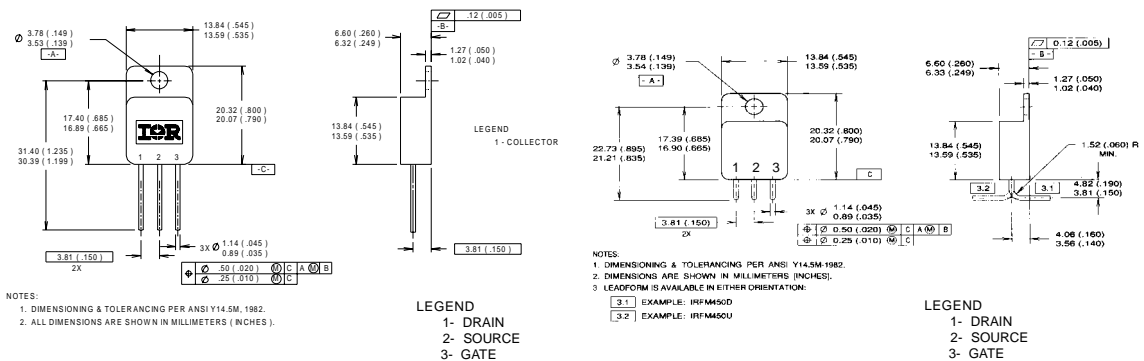 .12 ( .005 )
-B-
3.78 ( .149 )
3.53 ( .139 )
-A-
13.84 ( .545 )
13.59 ( .535 )
6.60 ( .260 )
6.32 ( .249 )
1.27 ( .050 )
1.02 ( .040 )
17.40 ( .685 )
16.89 ( .665 )
20.32 ( .800 )
20.07 ( .790 )
31.40 ( 1.235 )
30.39 ( 1.199 )
IOR
1 2 3
-C-
13.84 ( .545 )
13.59 ( .535 )
LEGEND
1 - COLLECTOR
3X Ø 1.14 ( .045 )
0.89 ( .035 )
3.81 ( .150 )
2X
3.81 ( .150 )
Ø .50 ( .020 ) Ⓜ C A Ⓜ B
Ø .25 ( .010 ) Ⓜ C
NOTES:
1. DIMENSIONING & TOLERANCING PER ANSI Y14.5M, 1982.
2. ALL DIMENSIONS ARE SHOWN IN MILLIMETERS ( INCHES ).
LEGEND
1- DRAIN
2- SOURCE
3- GATE
0.12 (.005)
- B -
Ø 3.78 (.149)
3.54 (.139)
- A -
13.84 (.545)
13.59 (.535)
6.60 (.260)
6.33 (.249)
1.27 (.050)
1.02 (.040)
17.39 (.685)
16.90 (.665)
20.32 (.800)
20.07 (.790)
22.73 (.895)
21.21 (.835)
1 2 3
C
13.84 (.545)
13.59 (.535)
1.52 (.060) R
MIN.
3.2
3.1
4.82 (.190)
3.81 (.150)
3X Ø 1.14 (.045)
0.89 (.035)
3.81 (.150)
2X
Ø 0.50 (.020) Ⓜ C A Ⓜ B
Ø 0.25 (.010) Ⓜ C
4.06 (.160)
3.56 (.140)
NOTES:
1. DIMENSIONING & TOLERANCING PER ANSI Y14.5M-1982.
2. DIMENSIONS ARE SHOWN IN MILLIMETERS [INCHES].
3 LEADFORM IS AVAILABLE IN EITHER ORIENTATION:
3.1 EXAMPLE: IRFM450D
3.2 EXAMPLE: IRFM450U
LEGEND
1- DRAIN
2- SOURCE
3- GATE